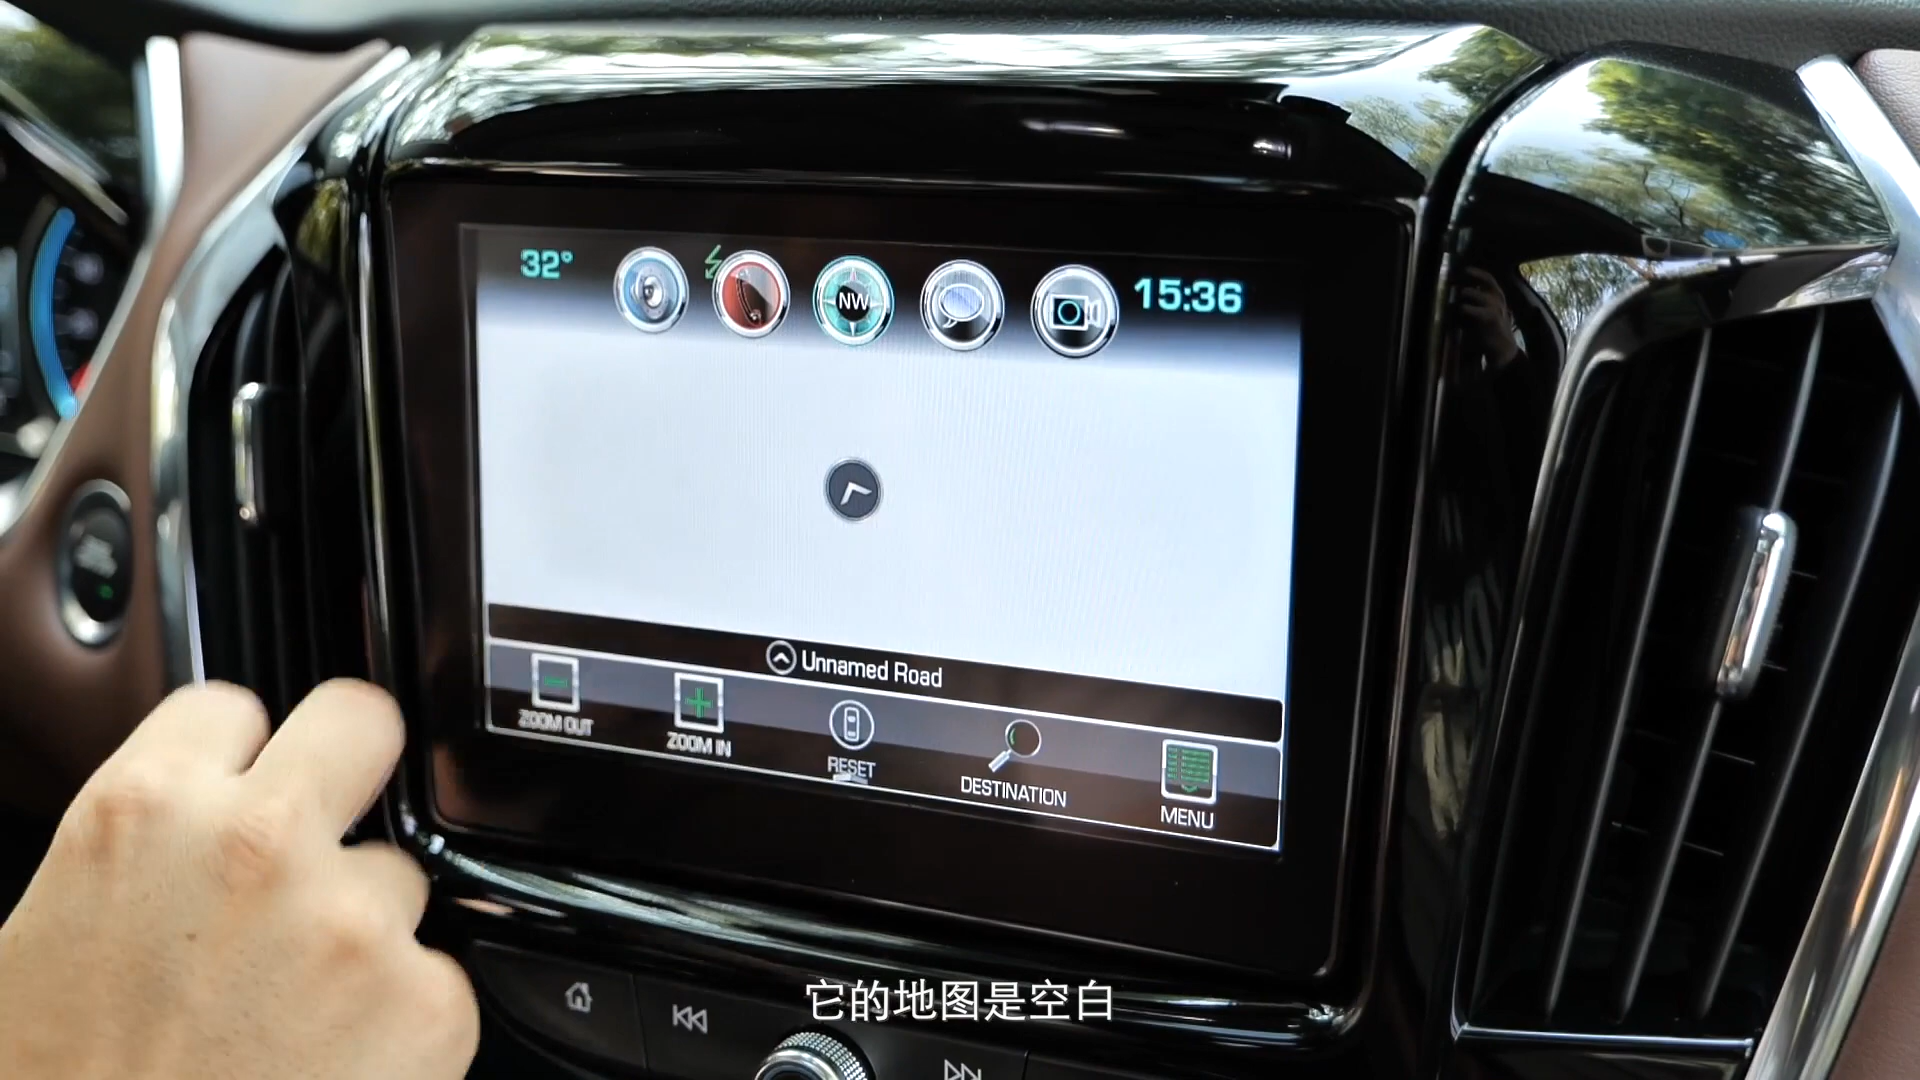 32°
NW
15:36
Unnamed Road
ZOOM OUT
ZOOM IN
RESET
DESTINATION
MENU
它的地图是空白